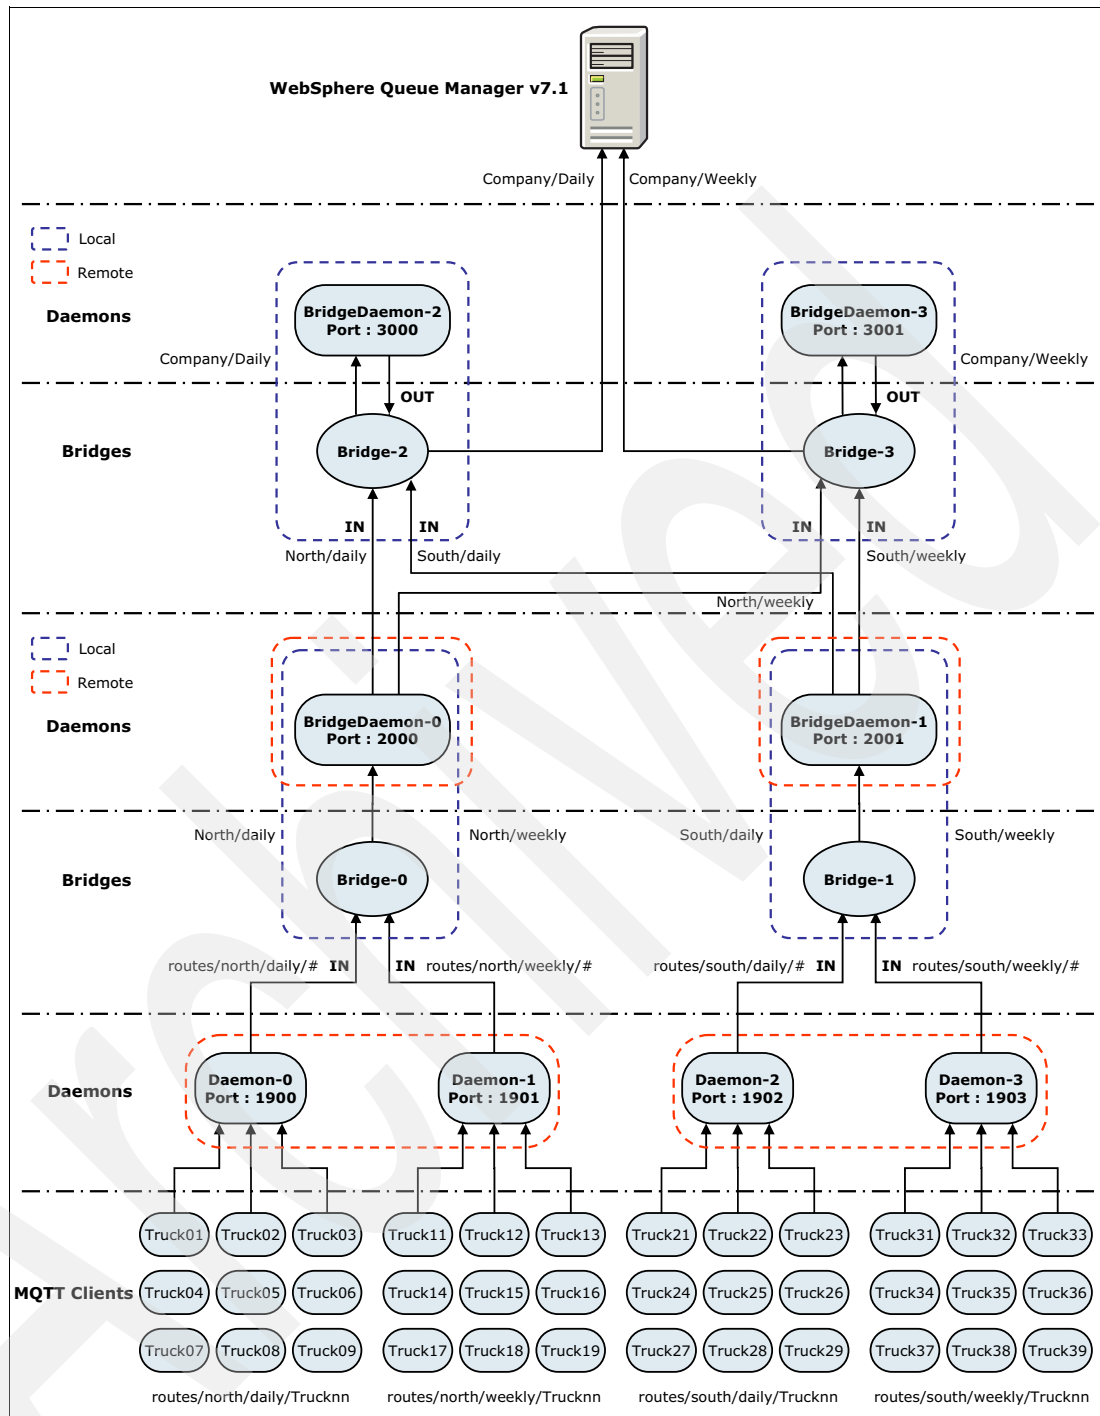 WebSphere Queue Manager v7.1
Company/Daily
Company/Weekly
Local
Remote
Daemons
BridgeDaemon-2
Port : 3000
BridgeDaemon-3
Port : 3001
Company/Daily
Company/Weekly
OUT
OUT
Bridges
Bridge-2
Bridge-3
IN
IN
IN
IN
North/daily
South/daily
South/weekly
North/weekly
Local
Remote
Daemons
BridgeDaemon-0
Port : 2000
BridgeDaemon-1
Port : 2001
North/daily
North/weekly
South/daily
South/weekly
Bridges
Bridge-0
Bridge-1
routes/north/daily/#
IN
IN
routes/north/weekly/#
routes/south/daily/#
IN
IN
routes/south/weekly/#
Daemons
Daemon-0
Port : 1900
Daemon-1
Port : 1901
Daemon-2
Port : 1902
Daemon-3
Port : 1903
Truck01
Truck02
Truck03
Truck11
Truck12
Truck13
Truck21
Truck22
Truck23
Truck31
Truck32
Truck33
MQTT Clients
Truck04
Truck05
Truck06
Truck14
Truck15
Truck16
Truck24
Truck25
Truck26
Truck34
Truck35
Truck36
Truck07
Truck08
Truck09
Truck17
Truck18
Truck19
Truck27
Truck28
Truck29
Truck37
Truck38
Truck39
routes/north/daily/Trucknn
routes/north/weekly/Trucknn
routes/south/daily/Trucknn
routes/south/weekly/Trucknn
Archived